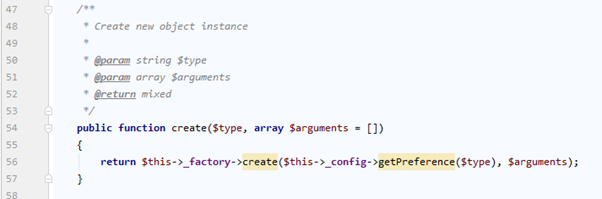 47 /**
48 * Create new object instance
49 *
50 * @param string $type
51 * @param array $arguments
52 * @return mixed
53 */
54 public function create($type, array $arguments = [])
55 {
56 return $this->_factory->create($this->_config->getPreference($type), $arguments);
57 }
58